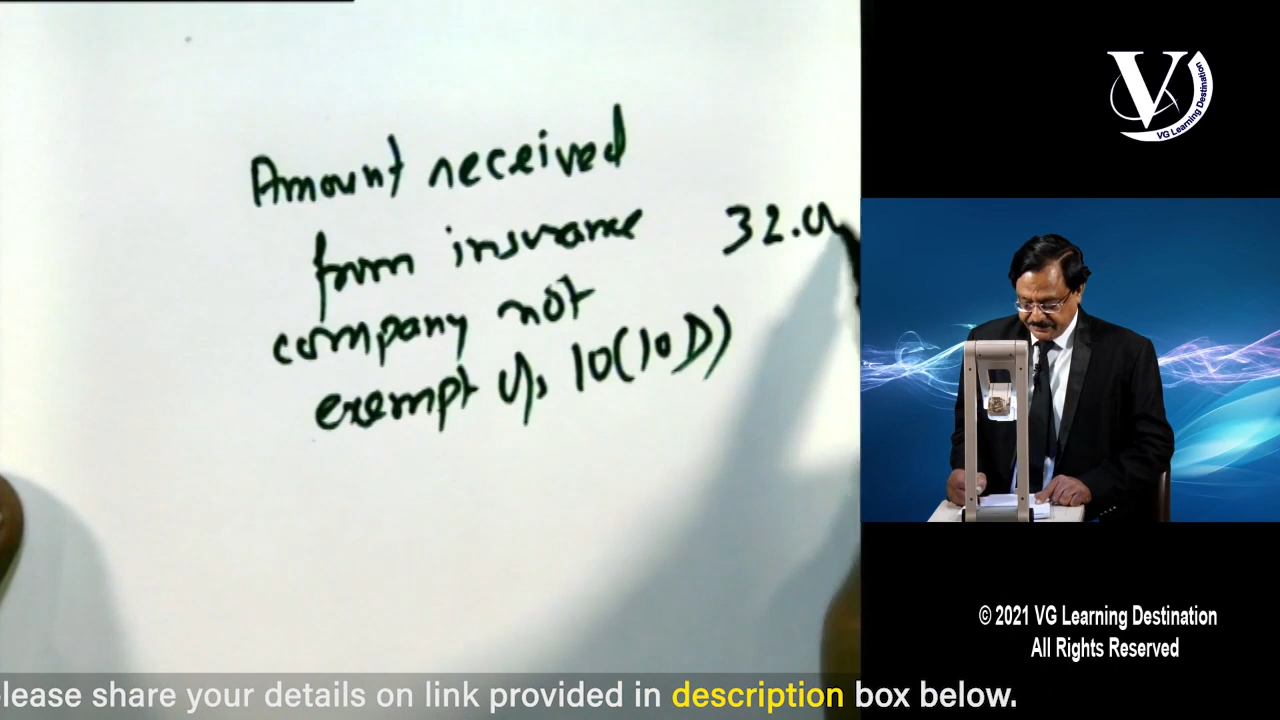 Amount received
from insurance 32.
company not
exempt u/s 10(10D)
V
VG Learning Destination
© 2021 VG Learning Destination
All Rights Reserved
lease share your details on link provided in description box below.